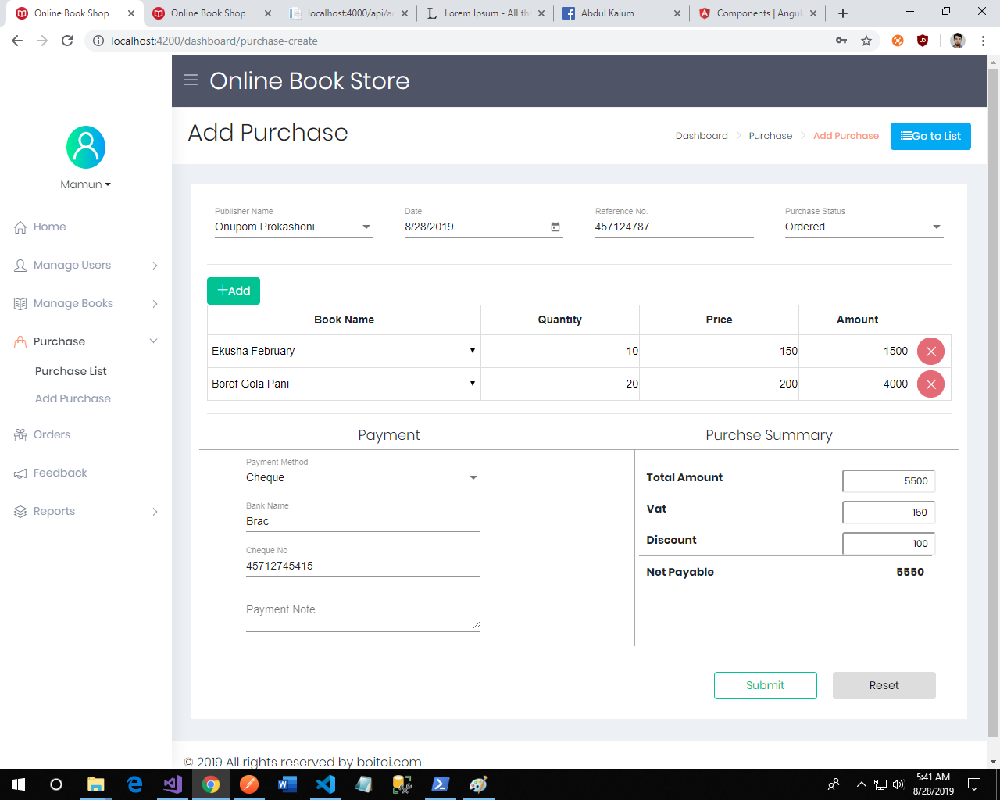 Online Book Shop
Online Book Shop
localhost:4000/api/a
Lorem Ipsum - All th
Abdul Kaium
Components | Angul
localhost:4200/dashboard/purchase-create
Online Book Store
Add Purchase
Dashboard
Purchase
Add Purchase
Go to List
Mamun
Home
Manage Users
Manage Books
Purchase
Purchase List
Add Purchase
Orders
Feedback
Reports
Publisher Name
Onupom Prokashoni
Date
8/28/2019
Reference No.
457124787
Purchase Status
Ordered
Add
Book Name Quantity Price Amount
Ekusha February 10 150 1500
Borof Gola Pani 20 200 4000
Payment
Payment Method
Cheque
Bank Name
Brac
Cheque No
45712745415
Payment Note
Purchse Summary
Total Amount 5500
Vat 150
Discount 100
Net Payable 5550
Submit
Reset
© 2019 All rights reserved by boitoi.com
5:41 AM
8/28/2019